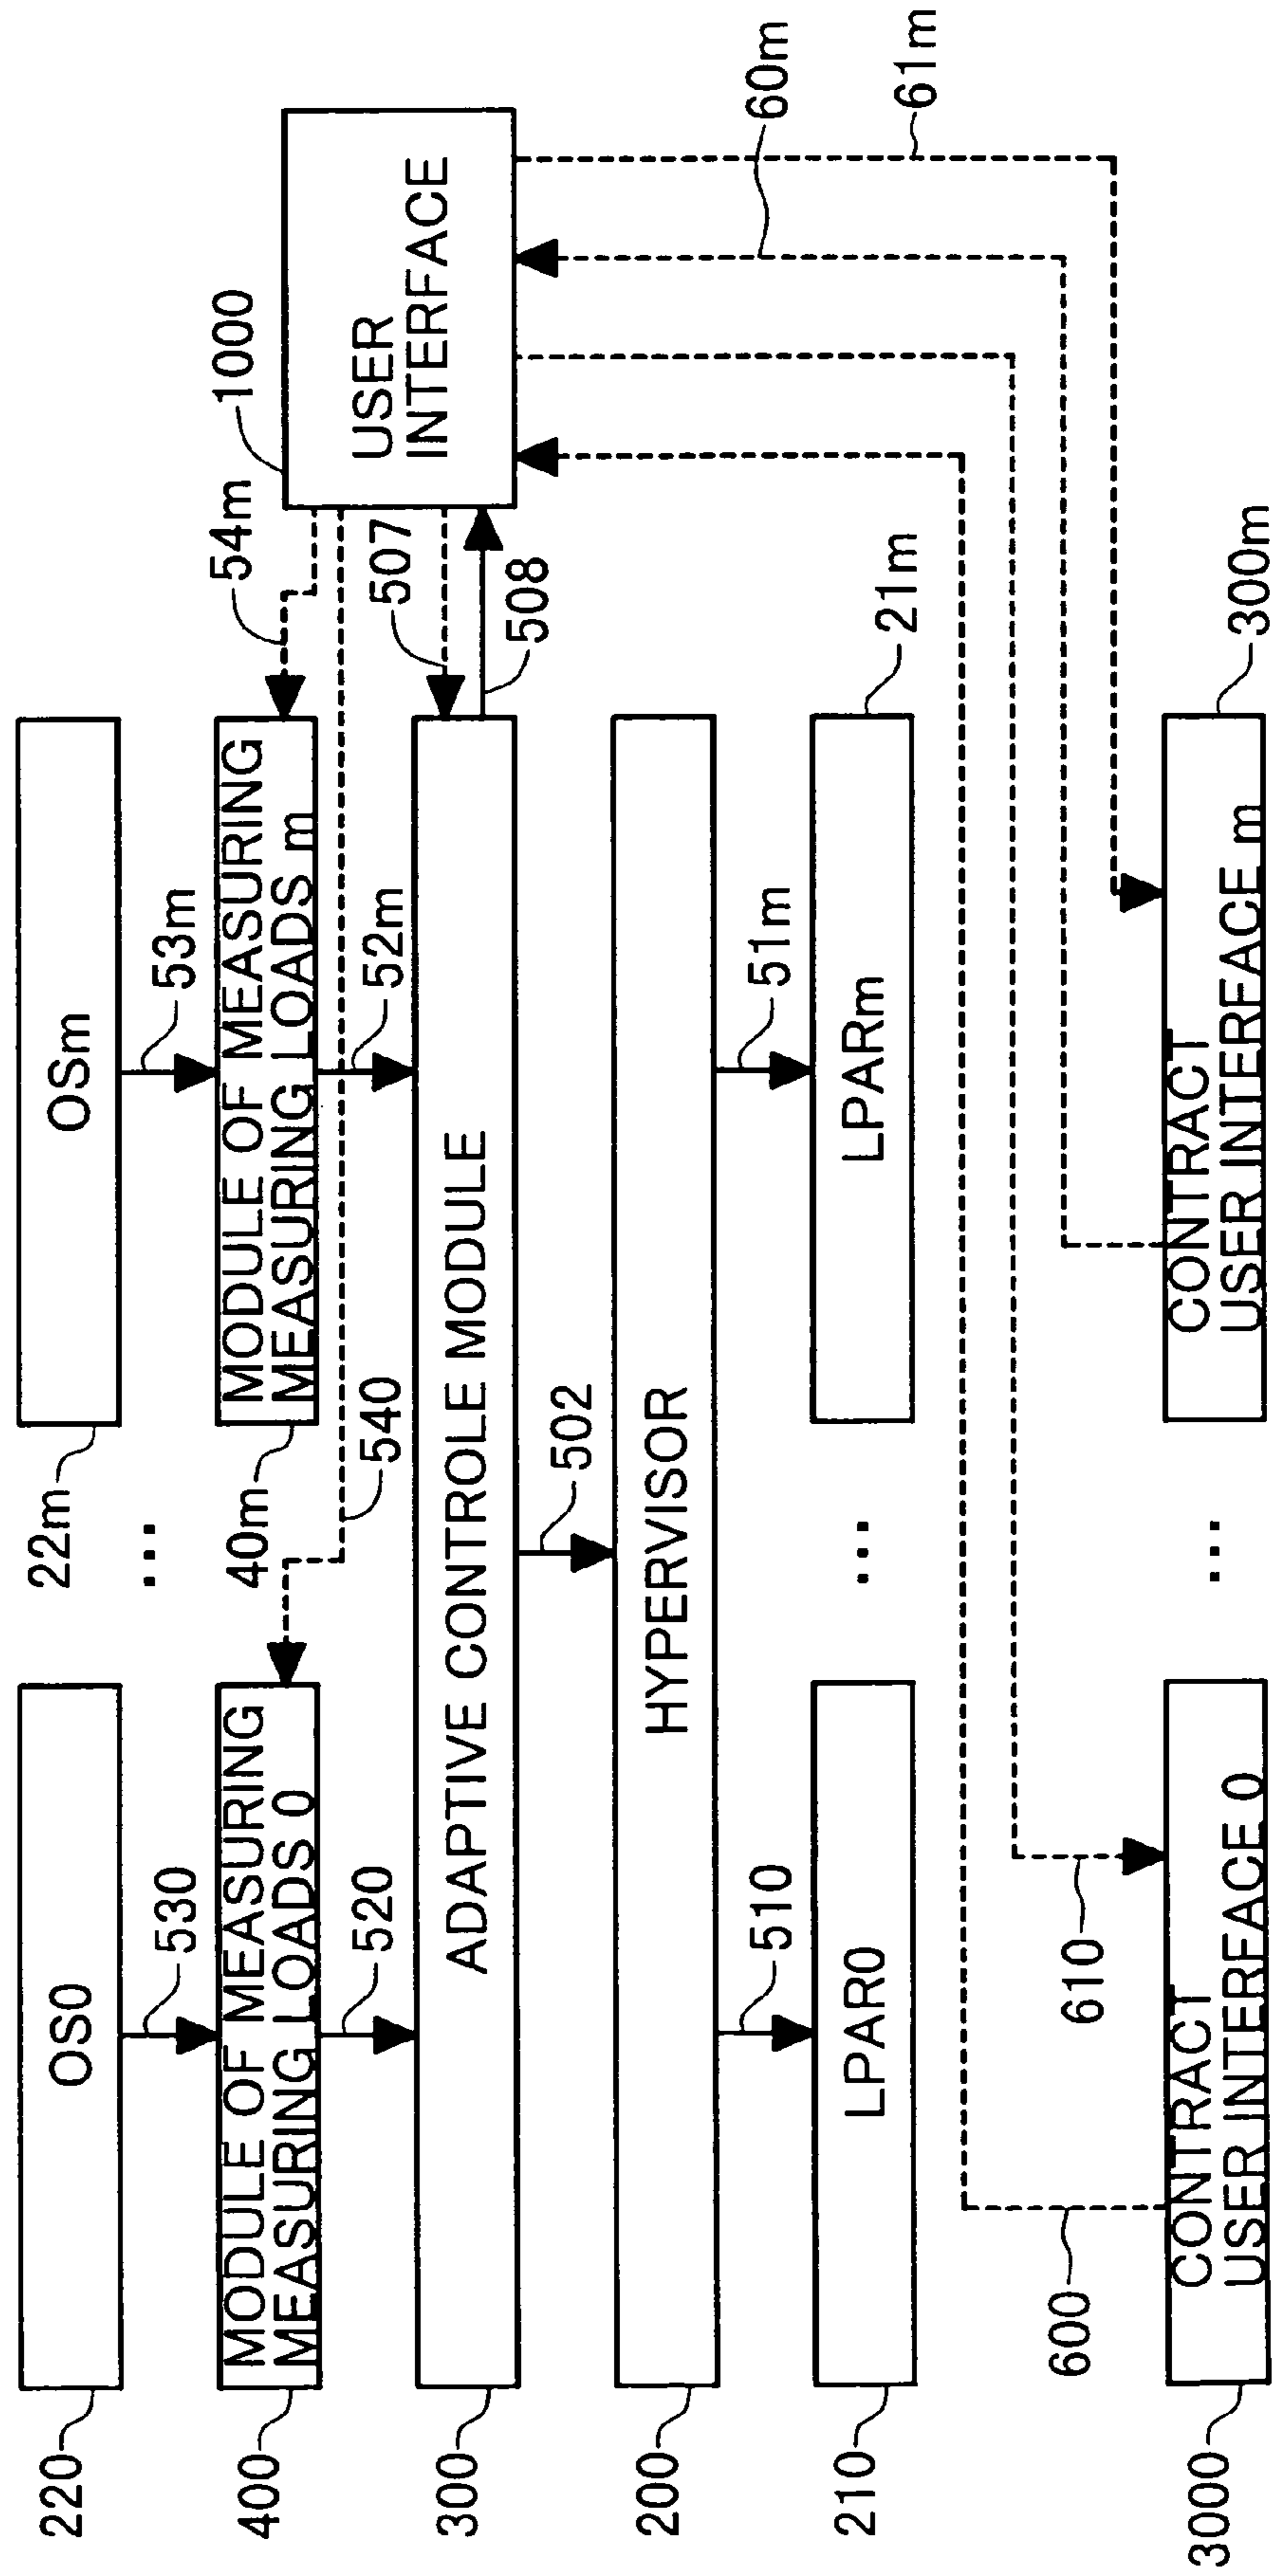 220
OS0
530
22m
OSm
53m
400
MODULE OF MEASURING
MEASURING LOADS 0
520
40m
MODULE OF MEASURING
MEASURING LOADS m
52m
54m
1000
540
507
USER
INTERFACE
300
ADAPTIVE CONTROLE MODULE
508
502
200
HYPERVISOR
510
51m
60m
210
LPAR0
...
LPARm
21m
61m
600
610
3000
CONTRACT
USER INTERFACE 0
...
CONTRACT
USER INTERFACE m
300m
...